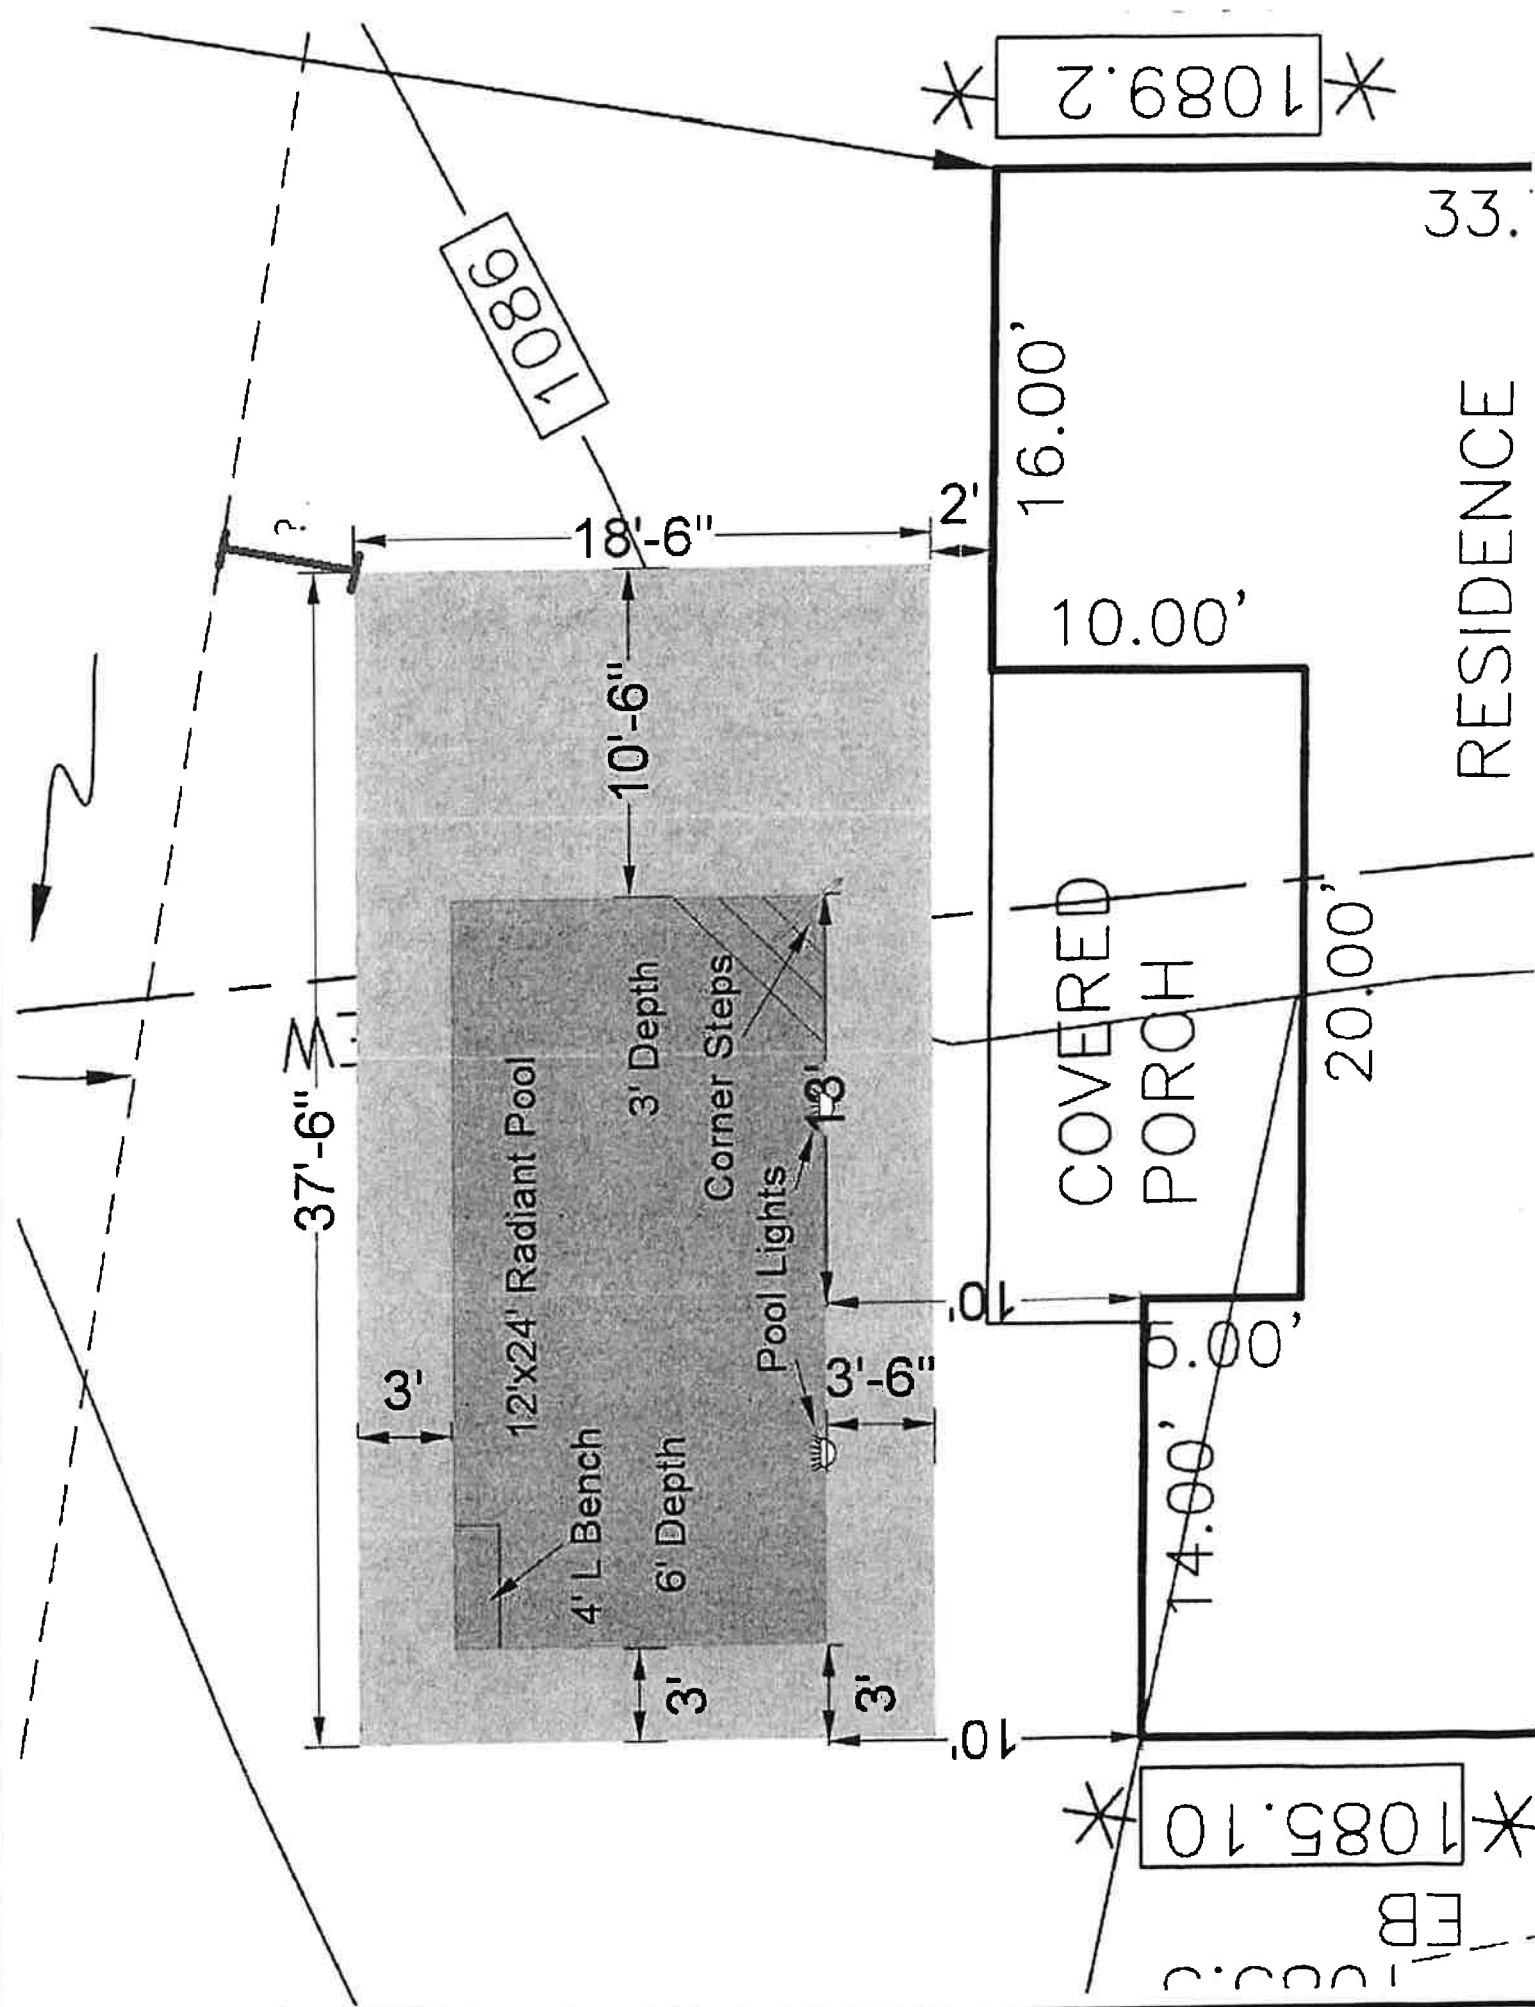 1089.2
33.
1086
16.00'
?
18'-6"
2'
10.00'
RESIDENCE
10'-6"
COVERED
PORCH
20.00'
3' Depth
Corner Steps
13'
37'-6"
12'x24' Radiant Pool
Pool Lights
10'
5.00'
3'
3'-6"
4' L Bench
6' Depth
14.00'
3'
3'
10'
1085.10
EB